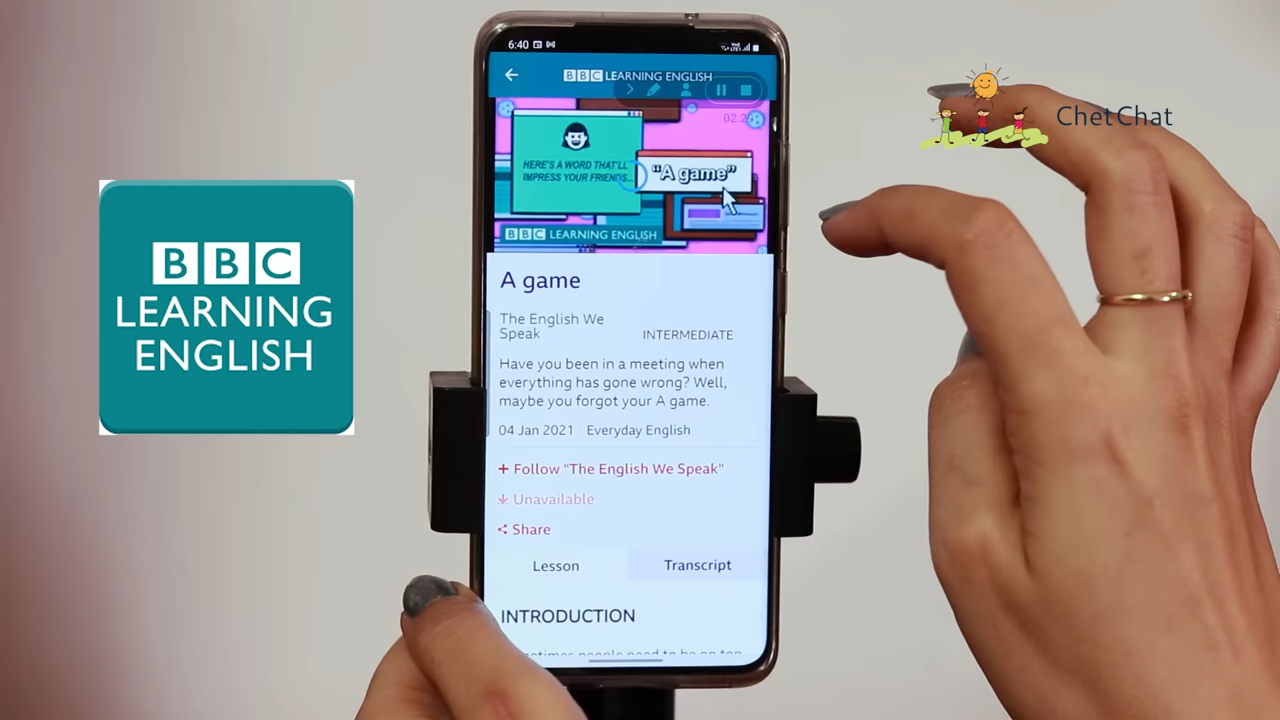 BBC
LEARNING
ENGLISH
6:40
BBC LEARNING ENGLISH
HERE'S A WORD THAT'LL
IMPRESS YOUR FRIENDS...
"A game"
BBC LEARNING ENGLISH
A game
The English We
Speak
INTERMEDIATE
Have you been in a meeting when
everything has gone wrong? Well,
maybe you forgot your A game.
04 Jan 2021 Everyday English
+ Follow "The English We Speak"
Unavailable
Share
Lesson Transcript
INTRODUCTION
ChetChat